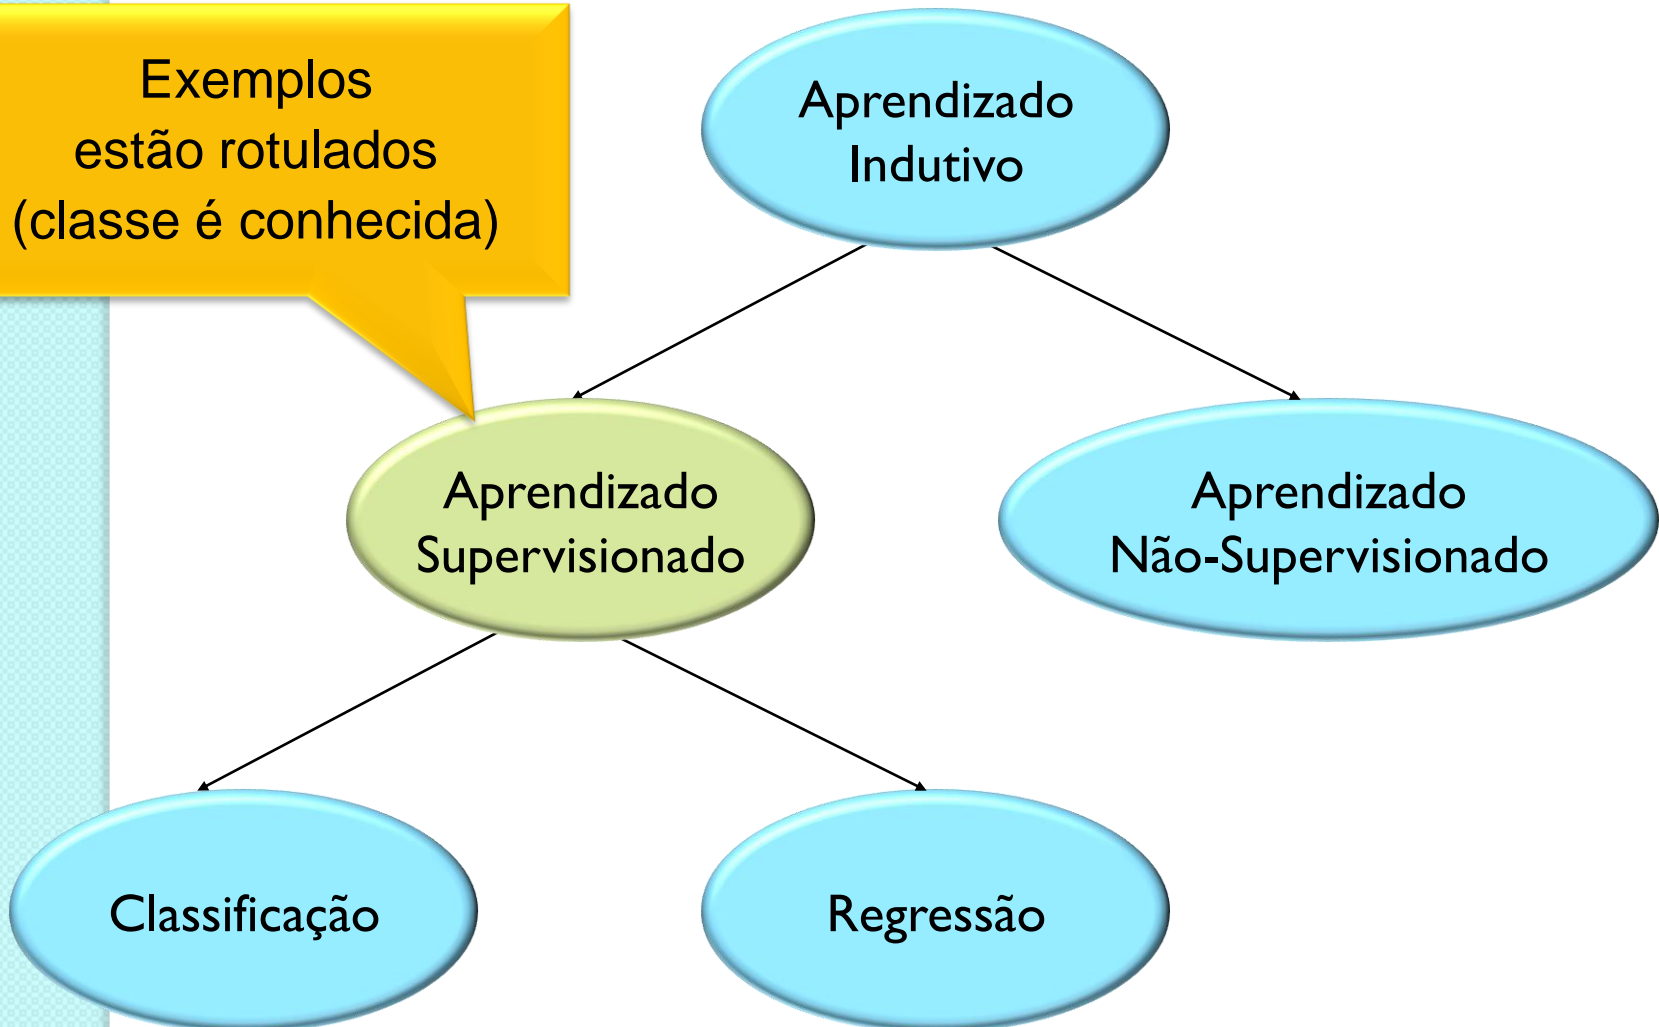 Exemplos
estão rotulados
(classe é conhecida)
Aprendizado
Indutivo
Aprendizado
Supervisionado
Aprendizado
Não-Supervisionado
Classificação
Regressão